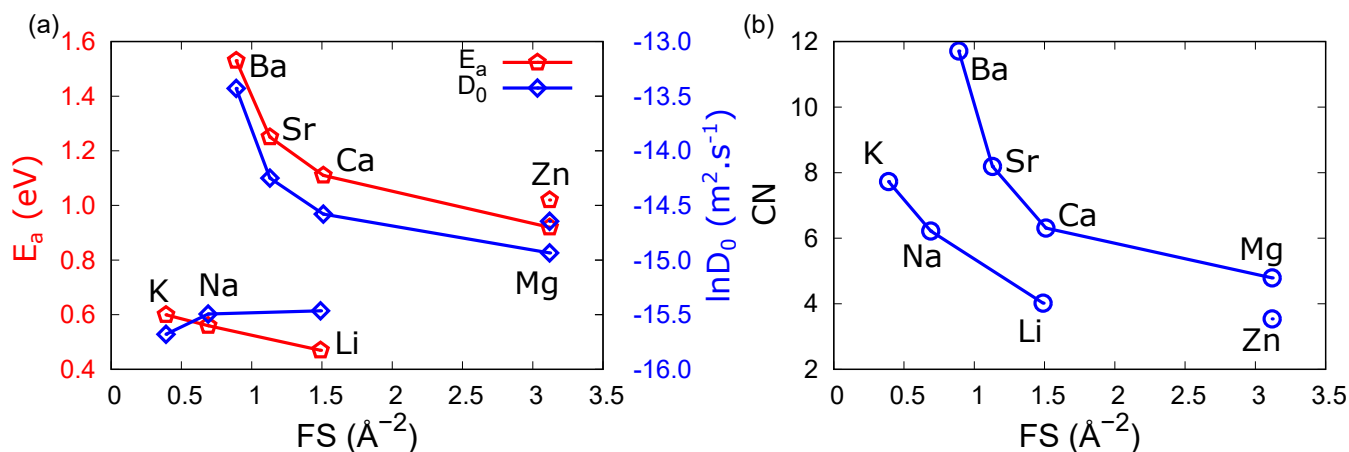 (a)
1.6
1.4
1.2
1.0
0.8
0.6
0.4
E_a (eV)
Ba
Sr
Ca
Zn
Mg
K
Na
Li
E_a
D_0
-13.0
-13.5
-14.0
-14.5
-15.0
-15.5
-16.0
lnD_0 (m².s⁻¹)
0 0.5 1 1.5 2 2.5 3 3.5
FS (Å⁻²)
(b)
12
10
8
6
4
2
CN
Ba
K
Sr
Na
Ca
Mg
Li
Zn
0 0.5 1 1.5 2 2.5 3 3.5
FS (Å⁻²)